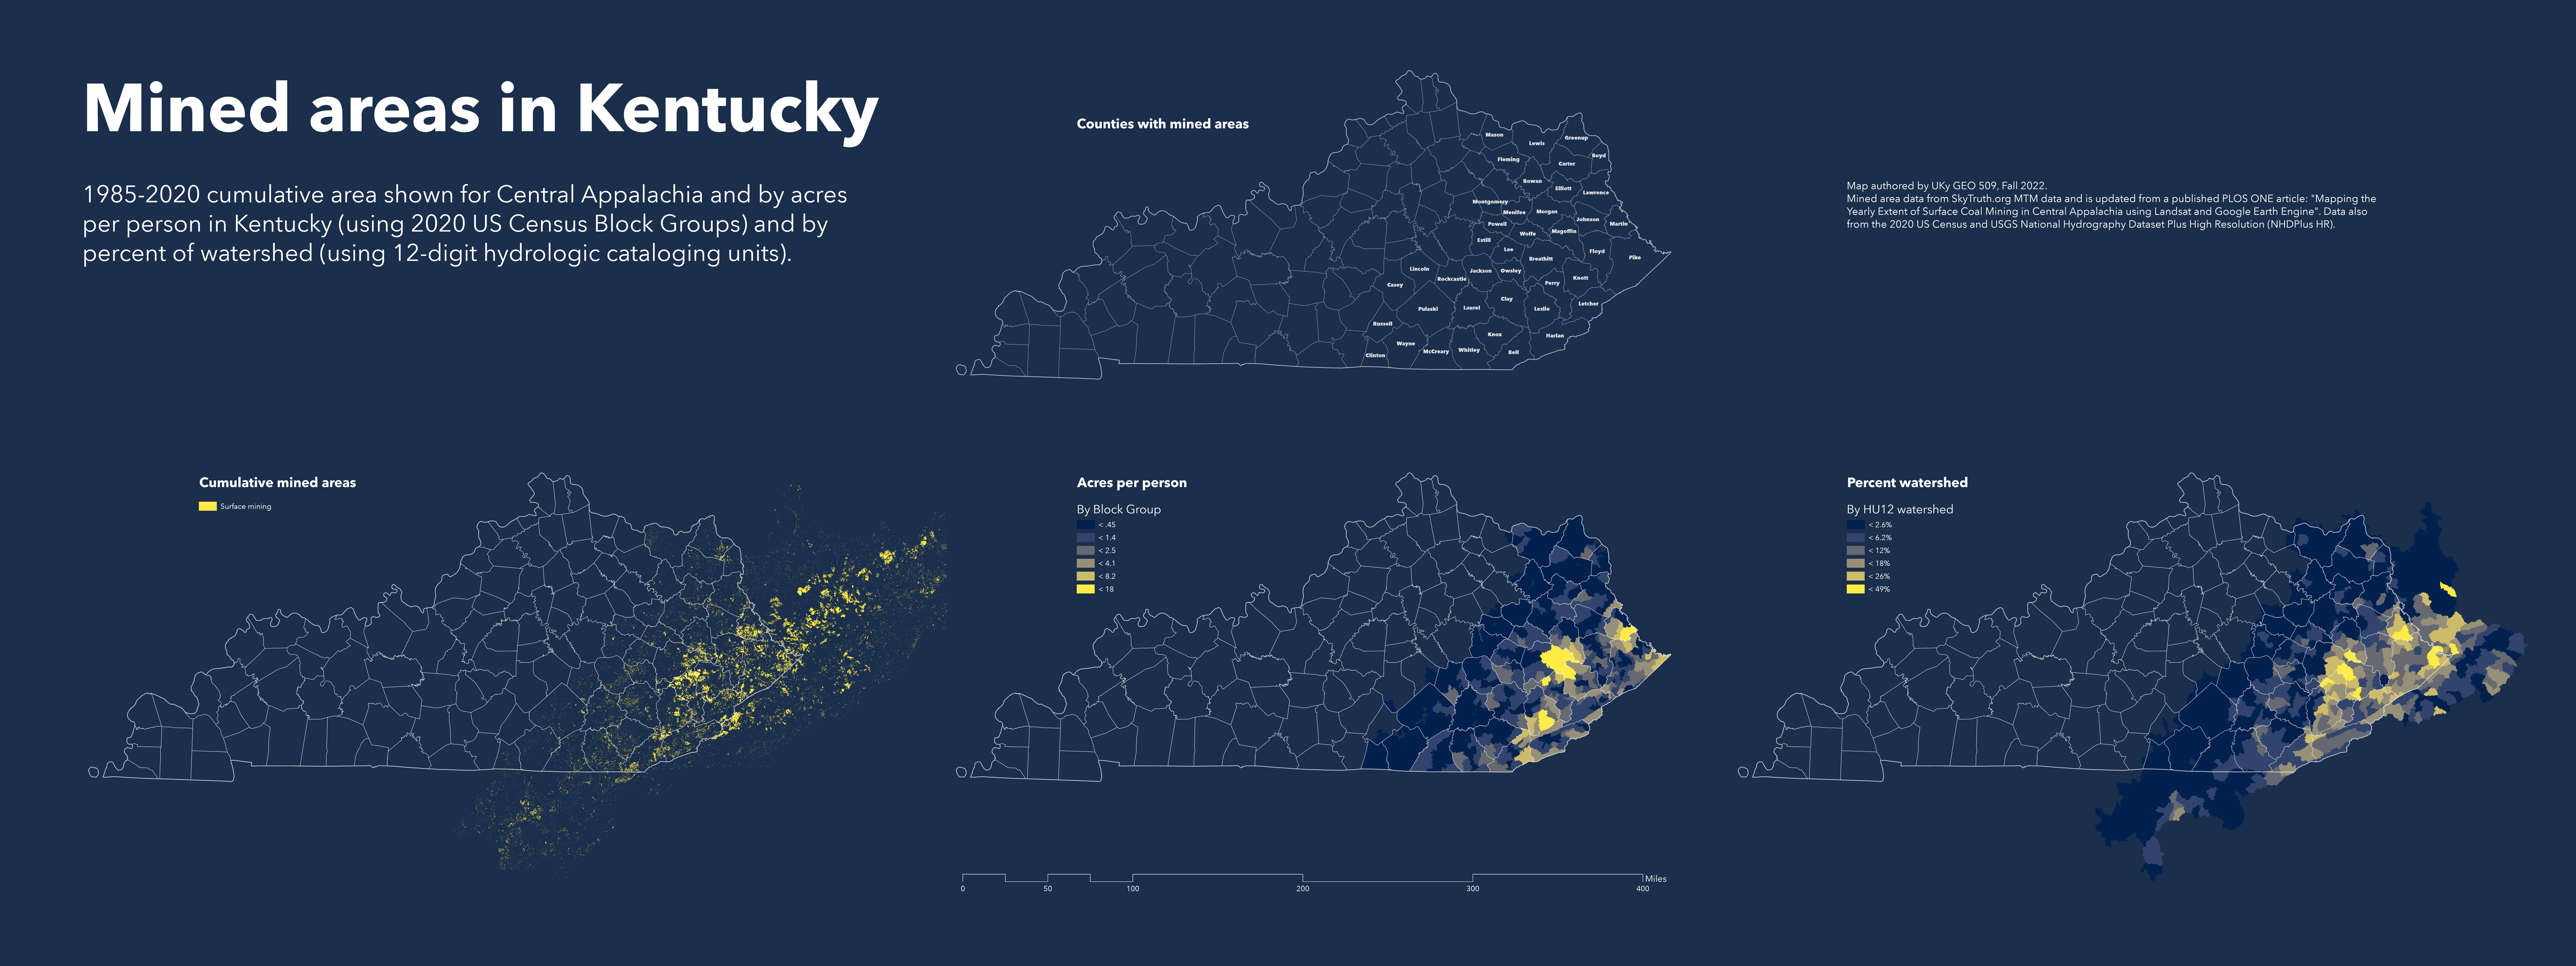 Mined areas in Kentucky
1985-2020 cumulative area shown for Central Appalachia and by acres
per person in Kentucky (using 2020 US Census Block Groups) and by
percent of watershed (using 12-digit hydrologic cataloging units).
Counties with mined areas
Mason
Greenup
Lewis
Boyd
Fleming
Carter
Rowan
Elliott
Lawrence
Montgomery
Menifee
Morgan
Johnson
Martin
Powell
Magoffin
Wolfe
Estill
Lee
Floyd
Pike
Breathitt
Lincoln
Jackson
Owsley
Rockcastle
Knott
Casey
Perry
Clay
Letcher
Pulaski
Laurel
Leslie
Russell
Knox
Harlan
Wayne
McCreary
Whitley
Bell
Clinton
Map authored by UKy GEO 509, Fall 2022.
Mined area data from SkyTruth.org MTM data and is updated from a published PLOS ONE article: "Mapping the
Yearly Extent of Surface Coal Mining in Central Appalachia using Landsat and Google Earth Engine". Data also
from the 2020 US Census and USGS National Hydrography Dataset Plus High Resolution (NHDPlus HR).
Cumulative mined areas
Surface mining
Acres per person
By Block Group
< .45
< 1.4
< 2.5
< 4.1
< 8.2
< 18
Percent watershed
By HU12 watershed
< 2.6%
< 6.2%
< 12%
< 18%
< 26%
< 49%
Miles
0 50 100 200 300 400